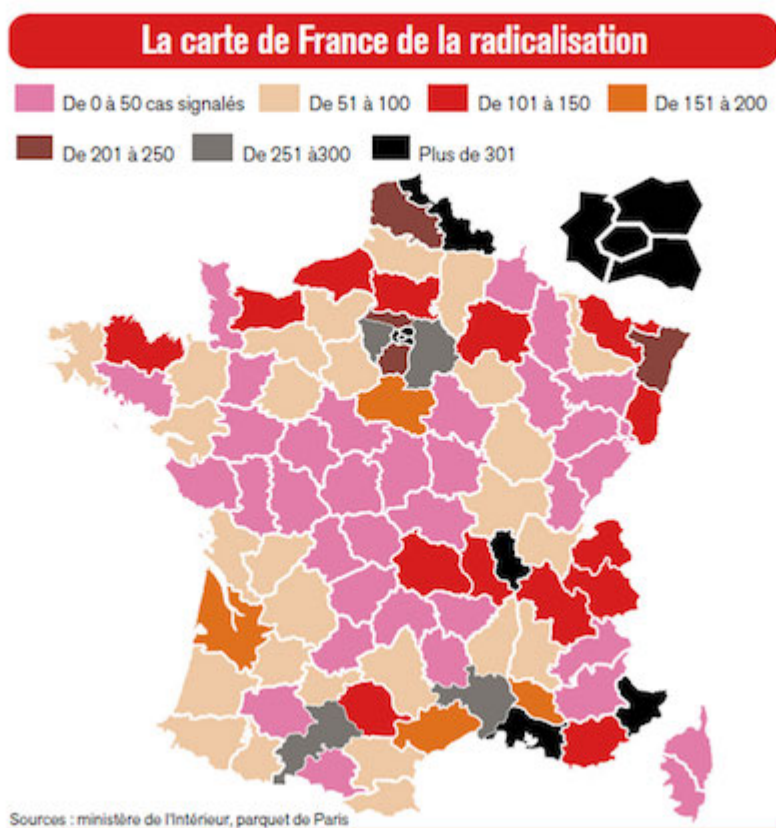 La carte de France de la radicalisation
De 0 à 50 cas signalés De 51 à 100 De 101 à 150 De 151 à 200
De 201 à 250 De 251 à300 Plus de 301
Sources : ministère de l'Intérieur, parquet de Paris